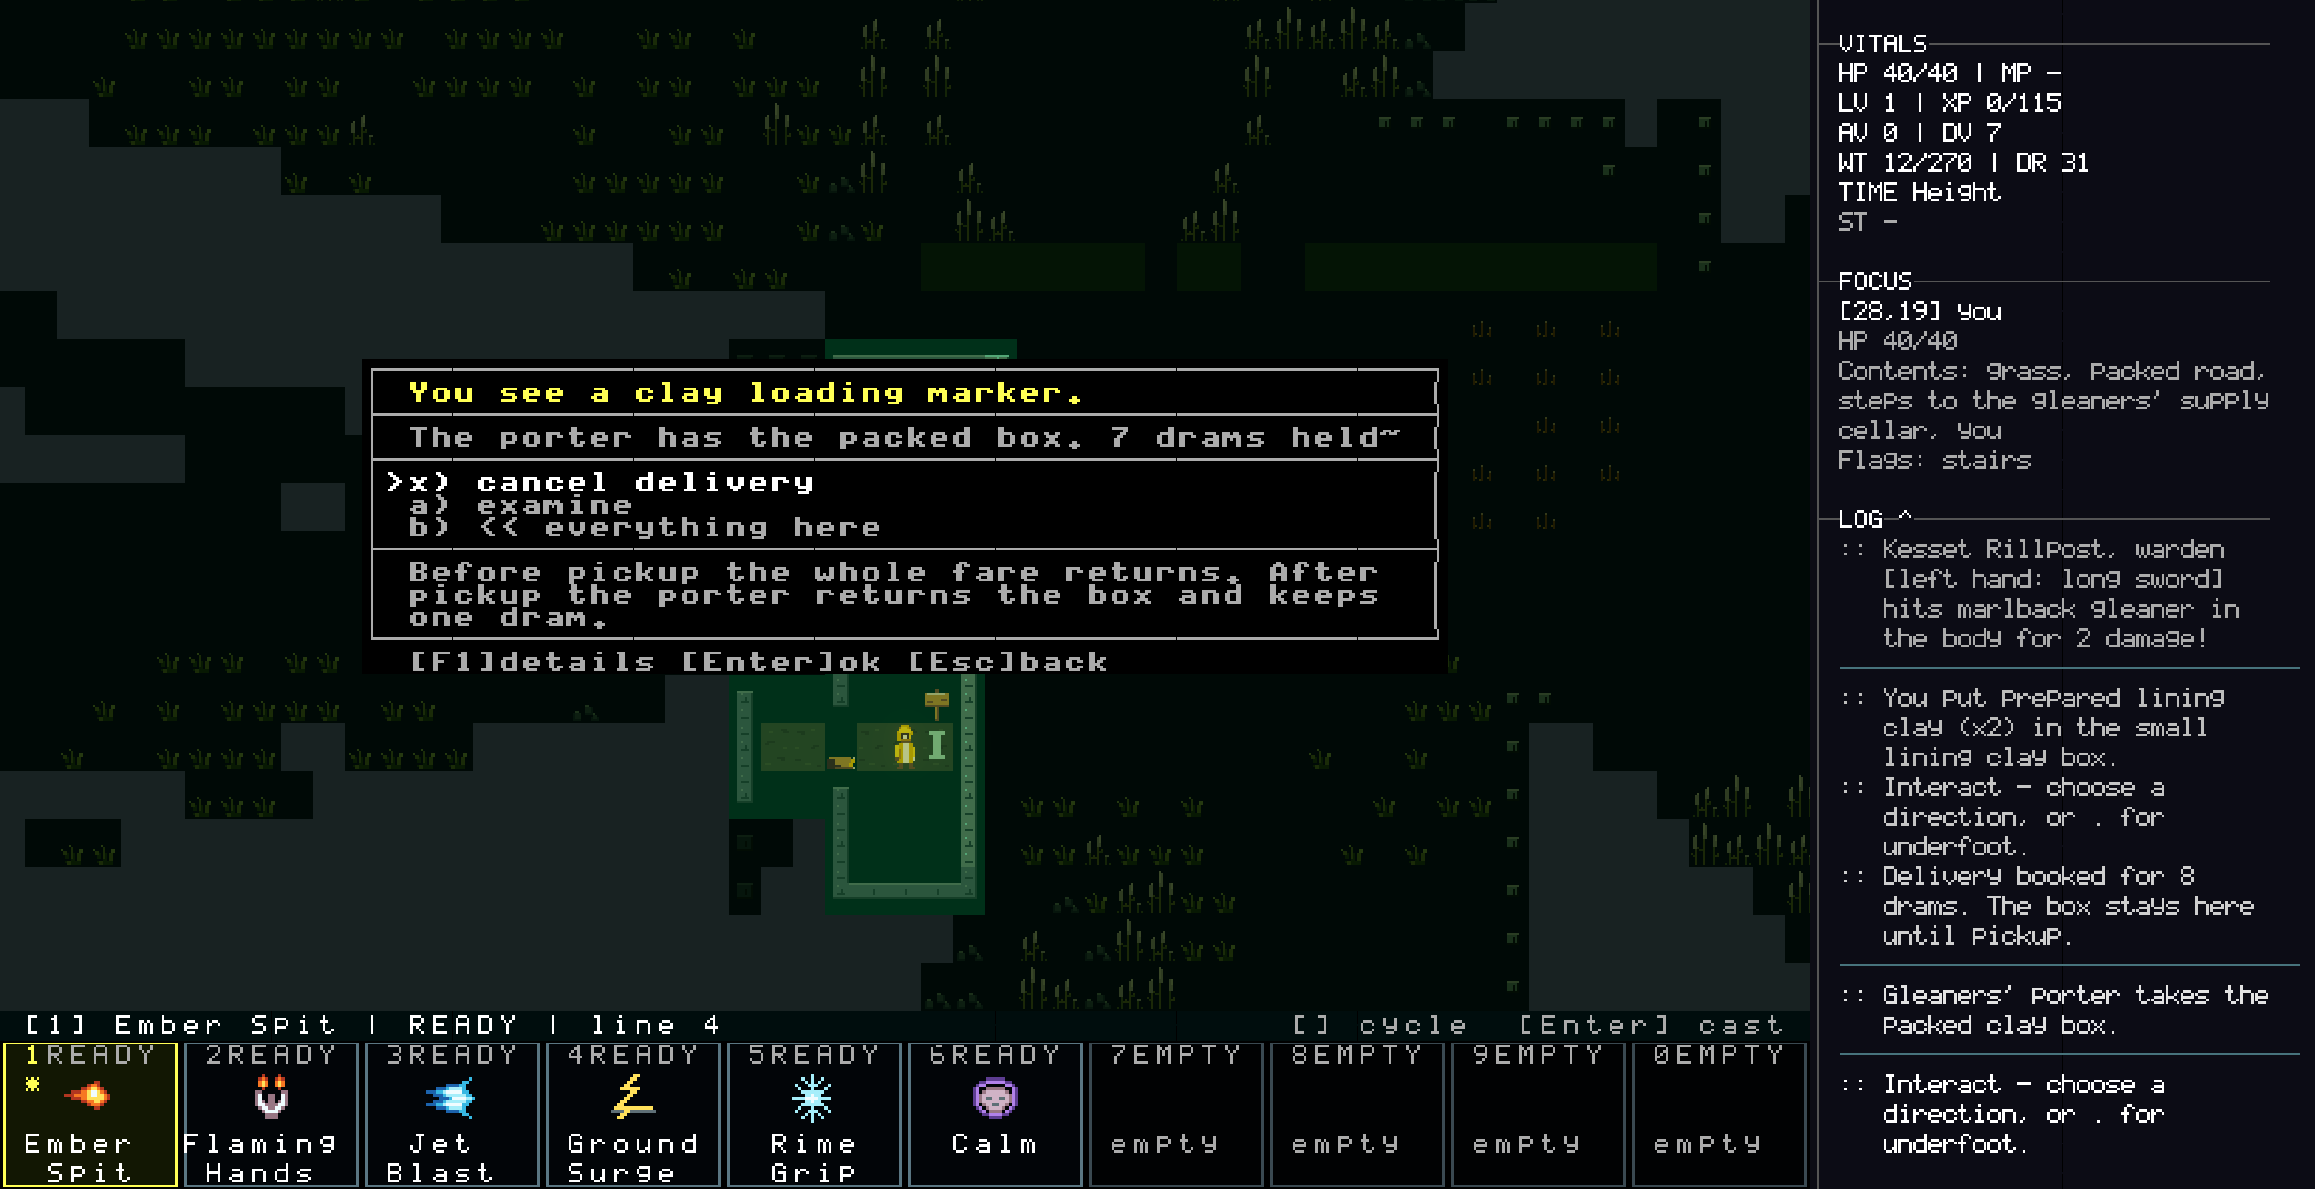 You see a clay loading marker.
The porter has the packed box. 7 drams held~
>x) cancel delivery
a) examine
b) << everything here
Before pickup the whole fare returns. After
pickup the porter returns the box and keeps
one dram.
[F1]details [Enter]ok [Esc]back
[1] Ember Spit | READY | line 4
[] cycle [Enter] cast
1READY
Ember
Spit
2READY
Flaming
Hands
3READY
Jet
Blast
4READY
Ground
Surge
5READY
Rime
Grip
6READY
Calm
7EMPTY
empty
8EMPTY
empty
9EMPTY
empty
0EMPTY
empty
VITALS
HP 40/40 | MP -
LV 1 | XP 0/115
AV 0 | DV 7
WT 12/270 | DR 31
TIME Height
ST -
FOCUS
[28,19] you
HP 40/40
Contents: grass, packed road,
steps to the gleaners' supply
cellar, you
Flags: stairs
LOG ^
:: Kesset Rillpost, warden
[left hand: long sword]
hits marlback gleaner in
the body for 2 damage!
:: You put prepared lining
clay (x2) in the small
lining clay box.
:: Interact - choose a
direction, or . for
underfoot.
:: Delivery booked for 8
drams. The box stays here
until pickup.
:: Gleaners' porter takes the
packed clay box.
:: Interact - choose a
direction, or . for
underfoot.